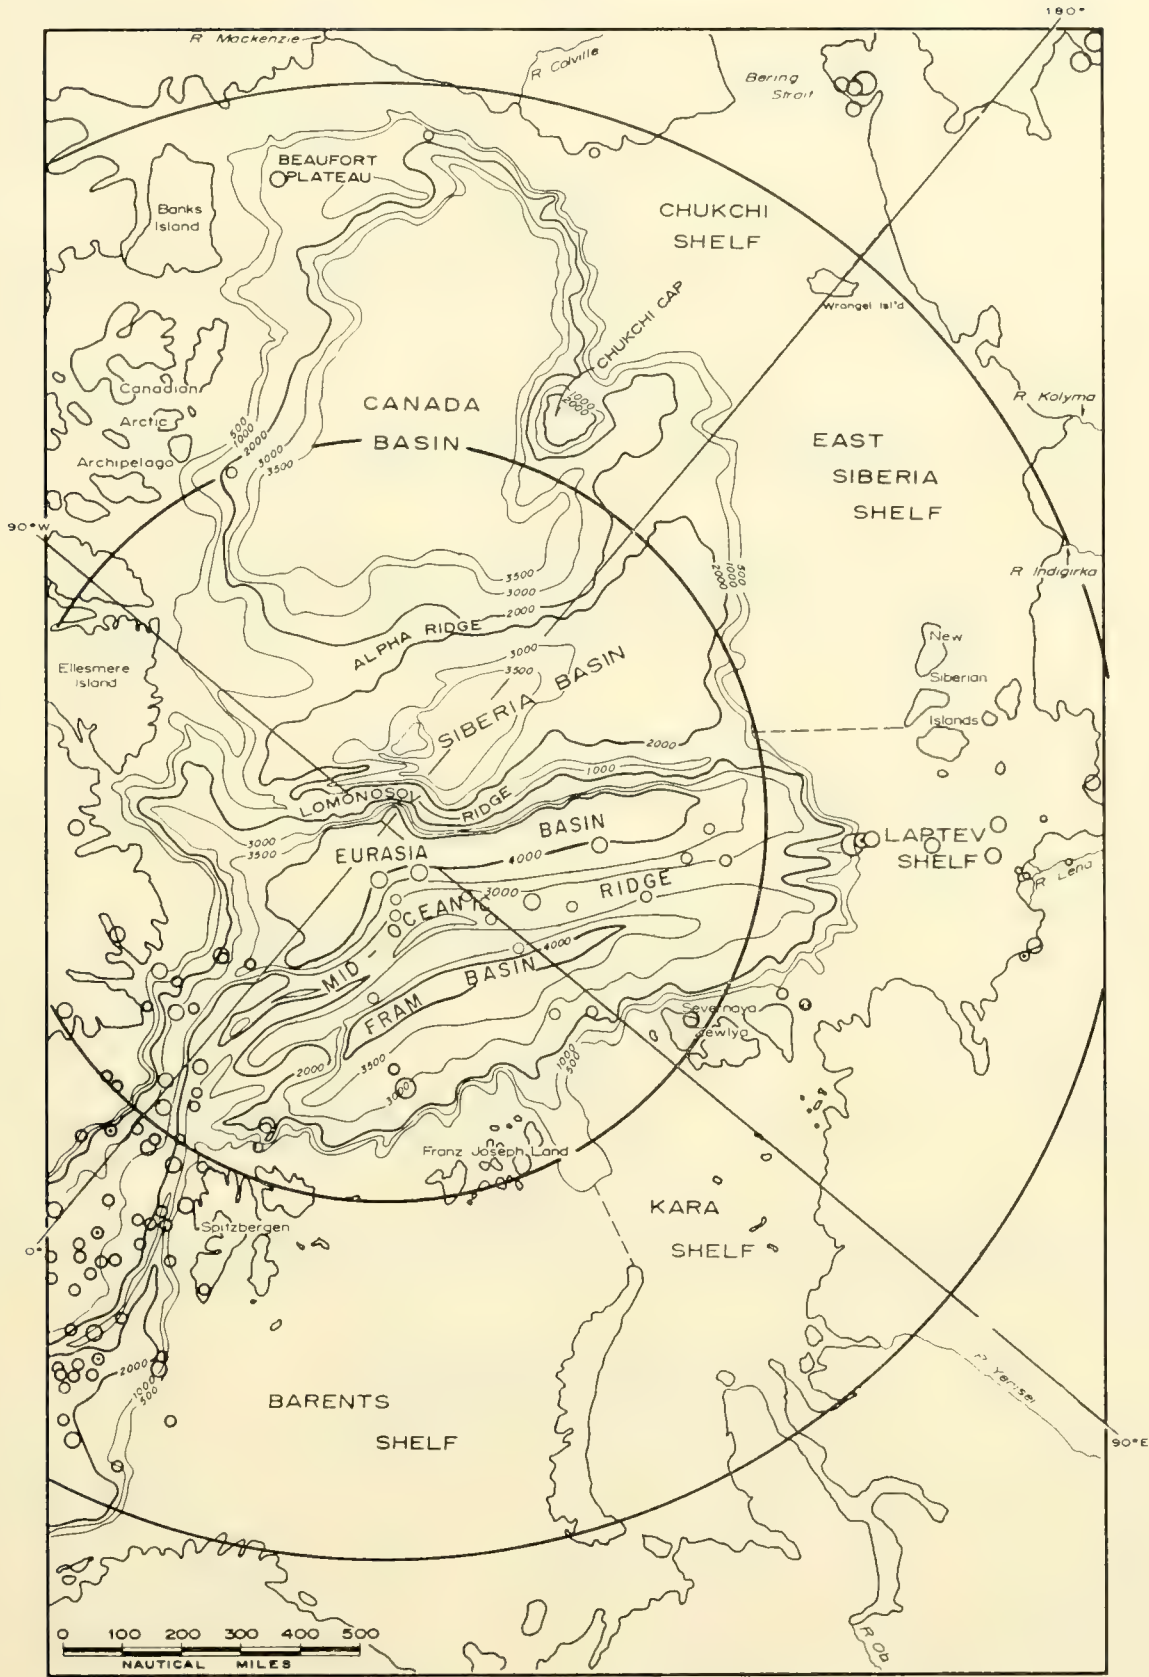 180°
R Mackenzie
R Colville
Bering
Strait
BEAUFORT
PLATEAU
Banks
Island
CHUKCHI
SHELF
Wrangel Isl'd
CHUKCHI CAP
1000
2000
Canadian
Arctic
Archipelago
CANADA
BASIN
R Kolyma
500
1000
2000
3000
3500
EAST
SIBERIA
SHELF
90°W
R Indigirka
3500
3000
2000
2000
1000
500
ALPHA RIDGE
Ellesmere
Island
3000
3500
SIBERIA BASIN
New
Siberian
Islands
2000
1000
LOMONOSOV
RIDGE
3000
3500
BASIN
EURASIA
4000
LAPTEV
SHELF
R Lena
3000
RIDGE
MID-OCEANIC
4000
BASIN
FRAM
Severnaya
Zewlya
2000
3500
3000
1000
500
Franz Joseph Land
KARA
SHELF
Spitzbergen
0°
2000
1000
500
R Yenisei
BARENTS
SHELF
90°E
R Ob
0 100 200 300 400 500
NAUTICAL MILES